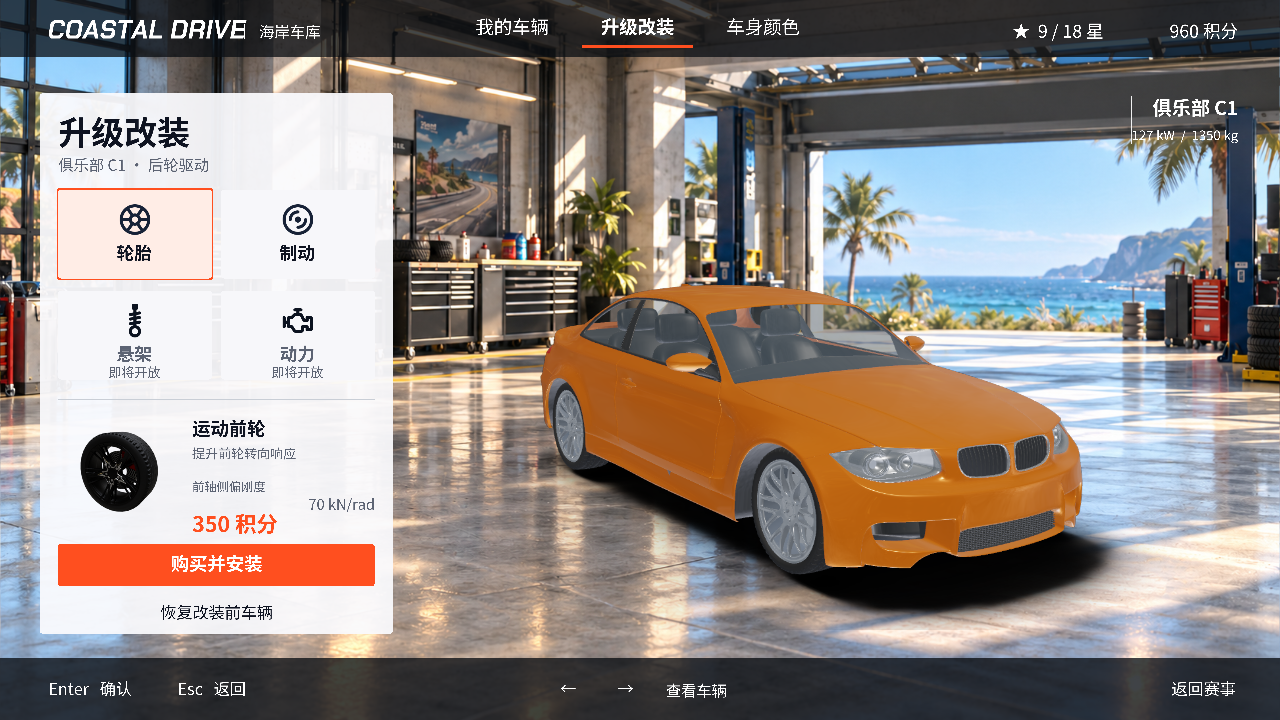 COASTAL DRIVE 海岸车库
我的车辆 升级改装 车身颜色
★ 9 / 18 星 960 积分
俱乐部 C1
127 kW / 1350 kg
升级改装
俱乐部 C1 · 后轮驱动
轮胎 制动
悬架 动力
即将开放 即将开放
运动前轮
提升前轮转向响应
前轴侧偏刚度
70 kN/rad
350 积分
购买并安装
恢复改装前车辆
Enter 确认 Esc 返回 ← → 查看车辆 返回赛事